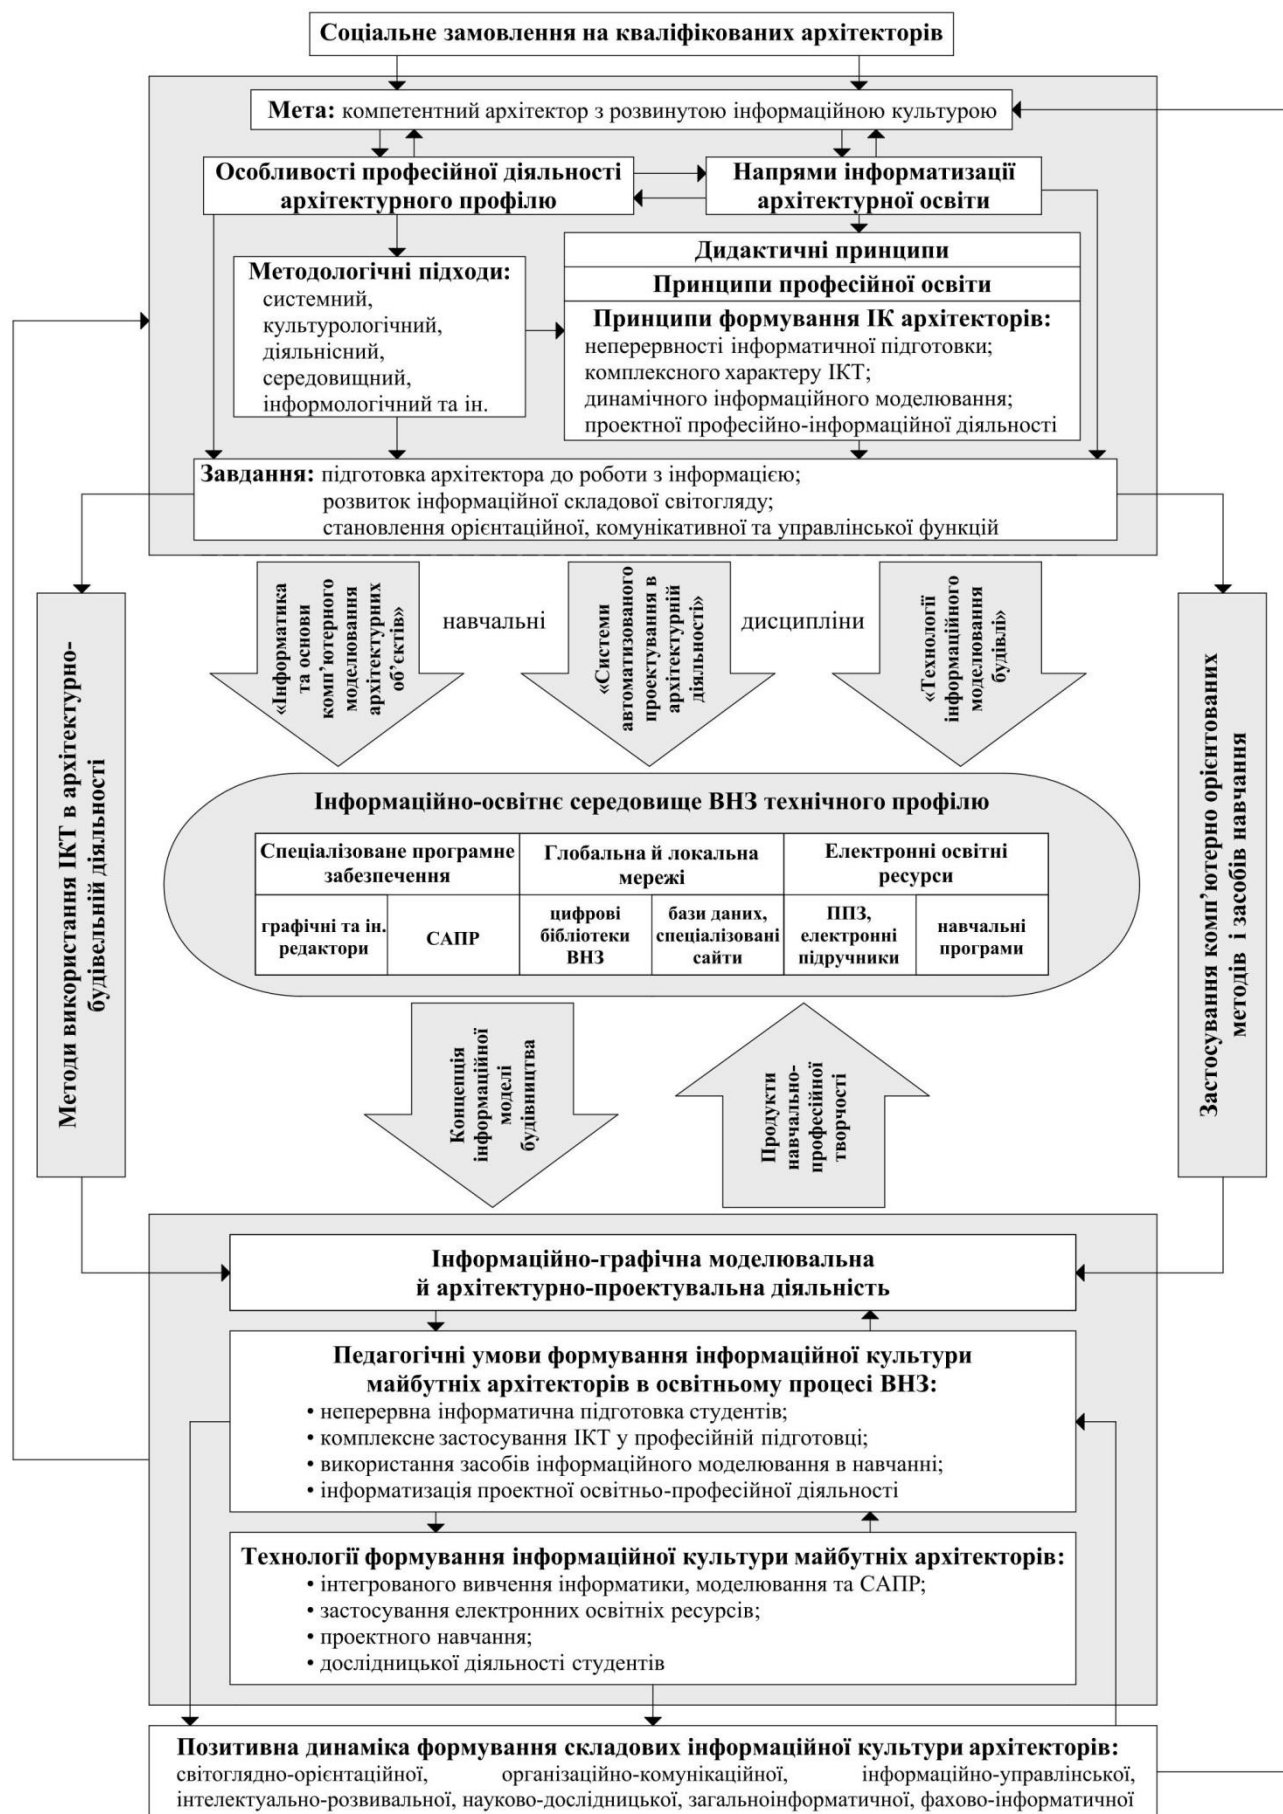 Соціальне замовлення на кваліфікованих архітекторів
Мета: компетентний архітектор з розвинутою інформаційною культурою
Особливості професійної діяльності
архітектурного профілю
Напрями інформатизації
архітектурної освіти
Методологічні підходи:
системний,
культурологічний,
діяльнісний,
середовищний,
інформологічний та ін.
Дидактичні принципи
Принципи професійної освіти
Принципи формування ІК архітекторів:
неперервності інформатичної підготовки;
комплексного характеру ІКТ;
динамічного інформаційного моделювання;
проектної професійно-інформаційної діяльності
Завдання: підготовка архітектора до роботи з інформацією;
розвиток інформаційної складової світогляду;
становлення орієнтаційної, комунікативної та управлінської функцій
Методи використання ІКТ в архітектурно-
будівельній діяльності
«Інформатика
та основи
комп’ютерного
моделювання
архітектурних
об’єктів»
навчальні
«Системи
автоматизованого
проектування в
архітектурній
діяльності»
дисципліни
«Технології
інформаційного
моделювання
будівлі»
Застосування комп’ютерно орієнтованих
методів і засобів навчання
Інформаційно-освітнє середовище ВНЗ технічного профілю
Спеціалізоване програмне
забезпечення
Глобальна й локальна
мережі
Електронні освітні
ресурси
графічні та ін.
редактори
САПР
цифрові
бібліотеки
ВНЗ
бази даних,
спеціалізовані
сайти
ППЗ,
електронні
підручники
навчальні
програми
Концепція
інформаційної
моделі
будівництва
Продукти
навчально-
професійної
творчості
Інформаційно-графічна моделювальна
й архітектурно-проектувальна діяльність
Педагогічні умови формування інформаційної культури
майбутніх архітекторів в освітньому процесі ВНЗ:
• неперервна інформатична підготовка студентів;
• комплексне застосування ІКТ у професійній підготовці;
• використання засобів інформаційного моделювання в навчанні;
• інформатизація проектної освітньо-професійної діяльності
Технології формування інформаційної культури майбутніх архітекторів:
• інтегрованого вивчення інформатики, моделювання та САПР;
• застосування електронних освітніх ресурсів;
• проектного навчання;
• дослідницької діяльності студентів
Позитивна динаміка формування складових інформаційної культури архітекторів:
світоглядно-орієнтаційної, організаційно-комунікаційної, інформаційно-управлінської,
інтелектуально-розвивальної, науково-дослідницької, загальноінформатичної, фахово-інформатичної